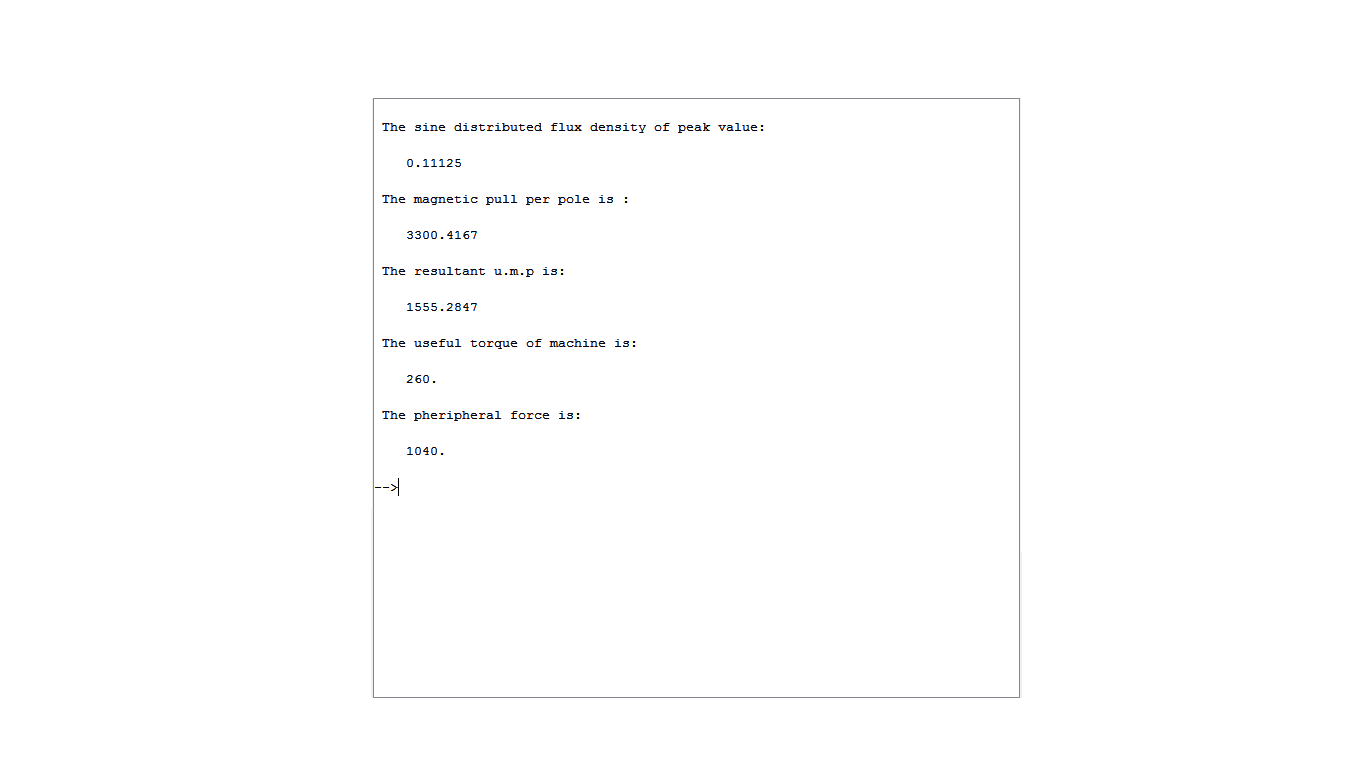 The sine distributed flux density of peak value:
0.11125
The magnetic pull per pole is :
3300.4167
The resultant u.m.p is:
1555.2847
The useful torque of machine is:
260.
The pheripheral force is:
1040.
-->